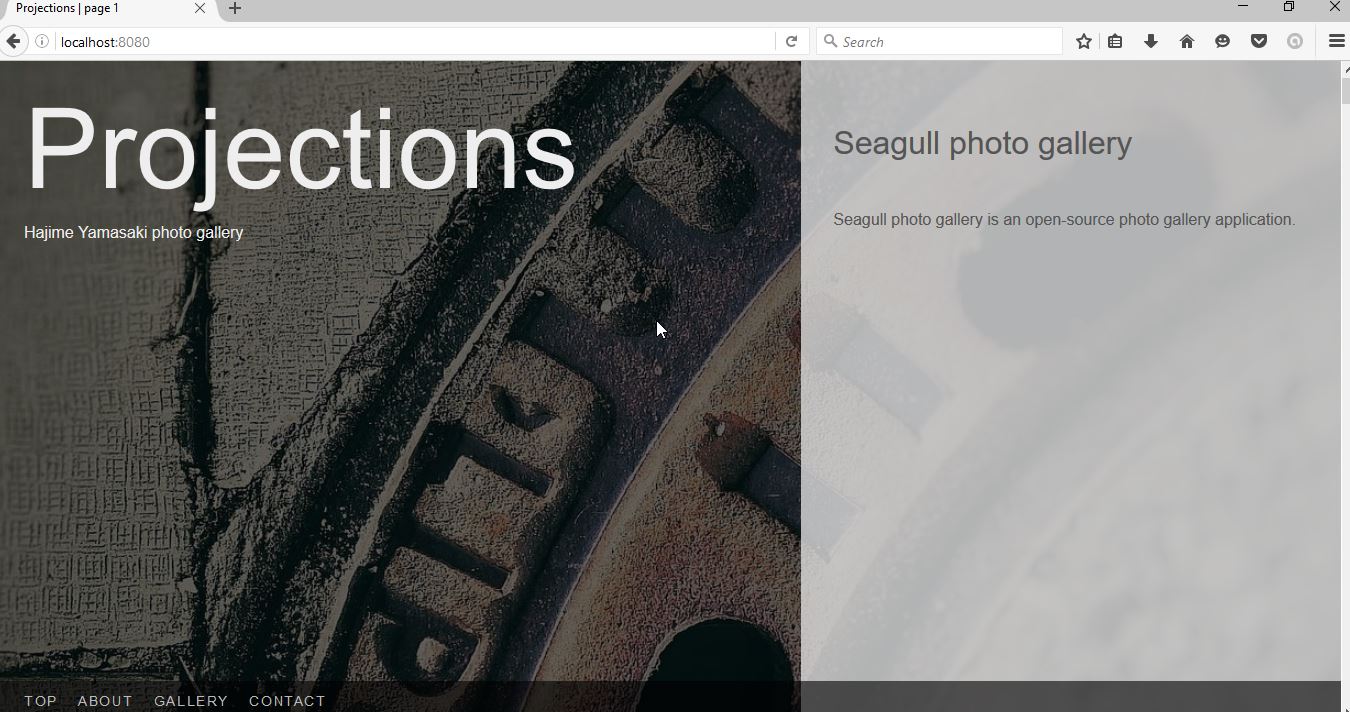 Projections | page 1
localhost:8080
Search
Projections
Hajime Yamasaki photo gallery
Seagull photo gallery
Seagull photo gallery is an open-source photo gallery application.
TOP ABOUT GALLERY CONTACT